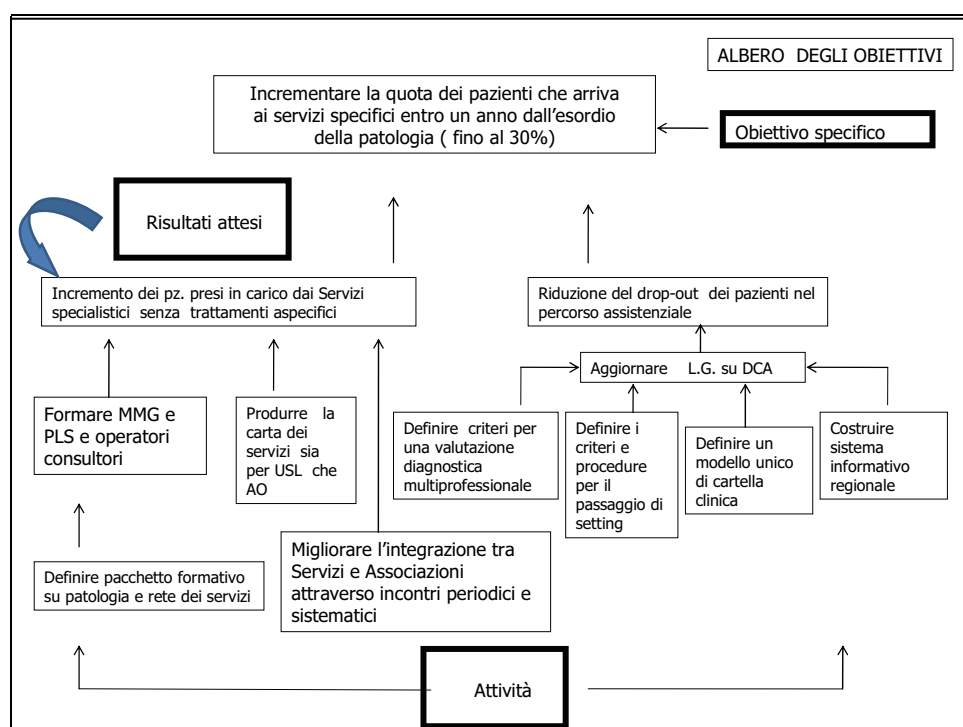 ALBERO DEGLI OBIETTIVI
Incrementare la quota dei pazienti che arriva
ai servizi specifici entro un anno dall'esordio
della patologia ( fino al 30%)
Obiettivo specifico
Risultati attesi
Incremento dei pz. presi in carico dai Servizi
specialistici senza trattamenti aspecifici
Riduzione del drop-out dei pazienti nel
percorso assistenziale
Aggiornare L.G. su DCA
Formare MMG e
PLS e operatori
consultori
Produrre la
carta dei
servizi sia
per USL che
AO
Definire criteri per
una valutazione
diagnostica
multiprofessionale
Definire i
criteri e
procedure
per il
passaggio di
setting
Definire un
modello unico
di cartella
clinica
Costruire
sistema
informativo
regionale
Definire pacchetto formativo
su patologia e rete dei servizi
Migliorare l'integrazione tra
Servizi e Associazioni
attraverso incontri periodici e
sistematici
Attività